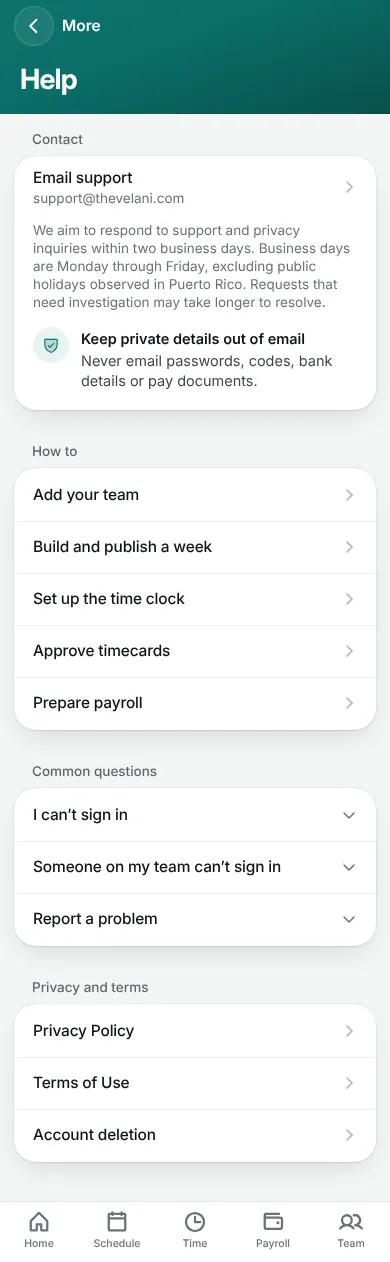 More
Help
Contact
Email support
support@thevelani.com
We aim to respond to support and privacy
inquiries within two business days. Business days
are Monday through Friday, excluding public
holidays observed in Puerto Rico. Requests that
need investigation may take longer to resolve.
Keep private details out of email
Never email passwords, codes, bank
details or pay documents.
How to
Add your team
Build and publish a week
Set up the time clock
Approve timecards
Prepare payroll
Common questions
I can’t sign in
Someone on my team can’t sign in
Report a problem
Privacy and terms
Privacy Policy
Terms of Use
Account deletion
Home Schedule Time Payroll Team